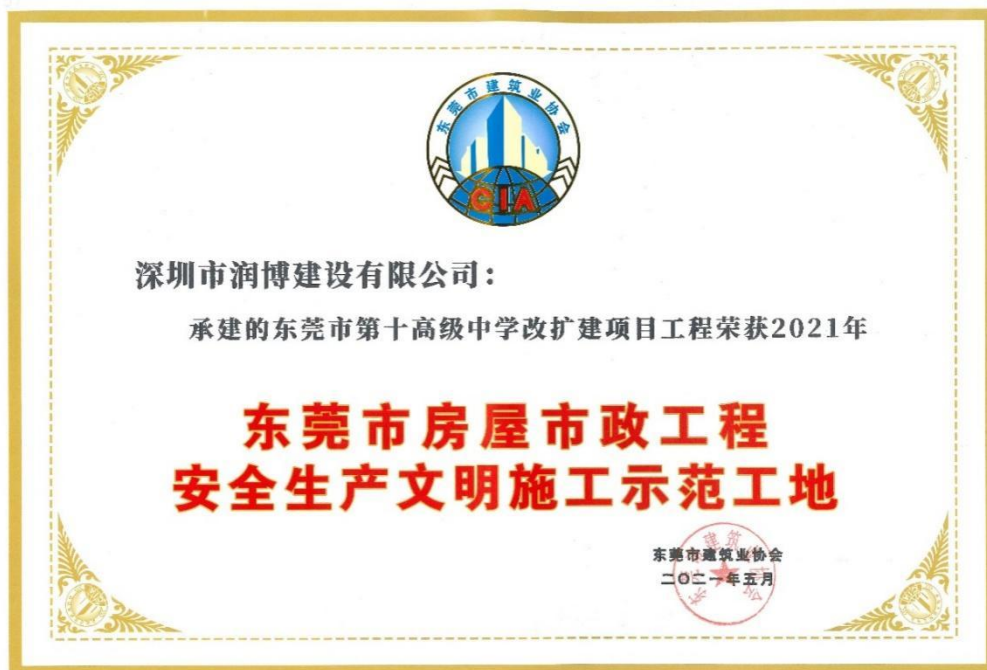 东莞市建筑业协会
CIA
深圳市润博建设有限公司：
承建的东莞市第十高级中学改扩建项目工程荣获2021年
东莞市房屋市政工程
安全生产文明施工示范工地
东莞市建筑业协会
二〇二一年五月